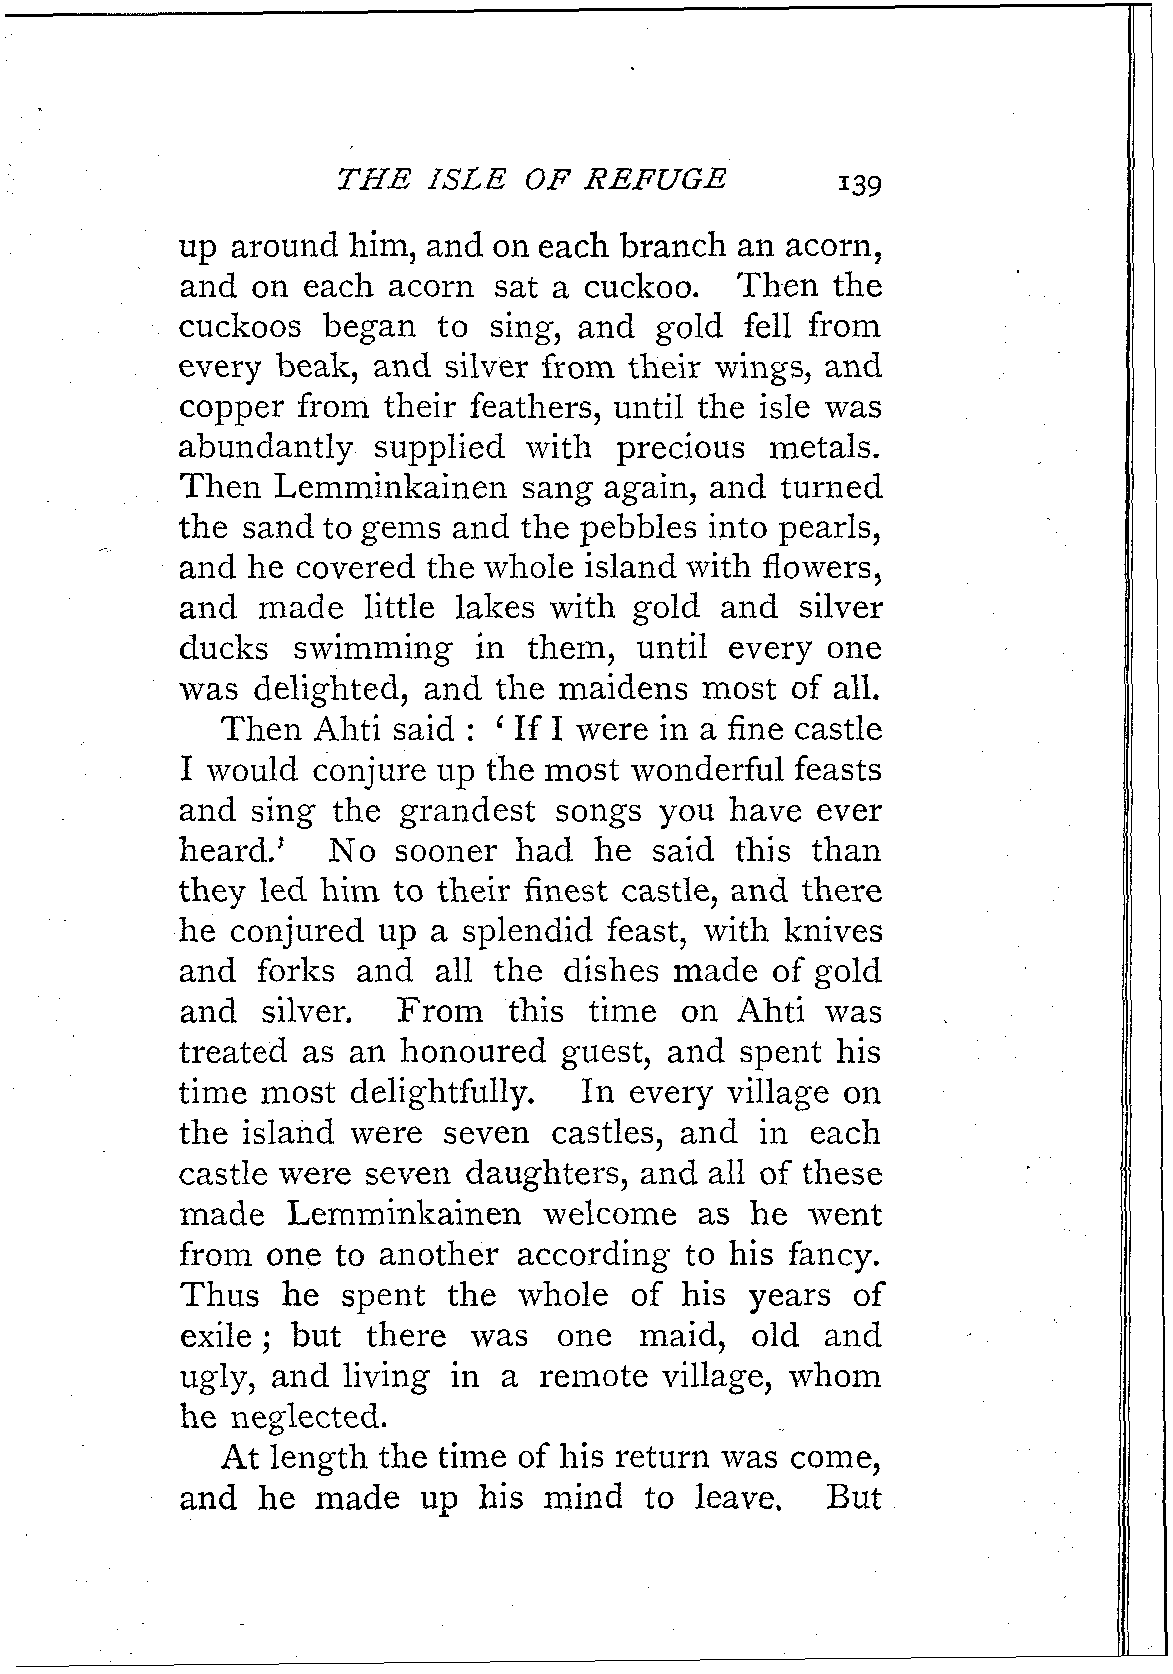 THE ISLE OF REFUGE 139
up around him, and on each branch an acorn,
and on each acorn sat a cuckoo. Then the
cuckoos began to sing, and gold fell from
every beak, and silver from their wings, and
copper from their feathers, until the isle was
abundantly supplied with precious metals.
Then Lemminkainen sang again, and turned
the sand to gems and the pebbles into pearls,
and he covered the whole island with flowers,
and made little lakes with gold and silver
ducks swimming in them, until every one
was delighted, and the maidens most of all.
Then Ahti said : ‘ If I were in a fine castle
I would conjure up the most wonderful feasts
and sing the grandest songs you have ever
heard.’ No sooner had he said this than
they led him to their finest castle, and there
he conjured up a splendid feast, with knives
and forks and all the dishes made of gold
and silver. From this time on Ahti was
treated as an honoured guest, and spent his
time most delightfully. In every village on
the island were seven castles, and in each
castle were seven daughters, and all of these
made Lemminkainen welcome as he went
from one to another according to his fancy.
Thus he spent the whole of his years of
exile ; but there was one maid, old and
ugly, and living in a remote village, whom
he neglected.
At length the time of his return was come,
and he made up his mind to leave. But